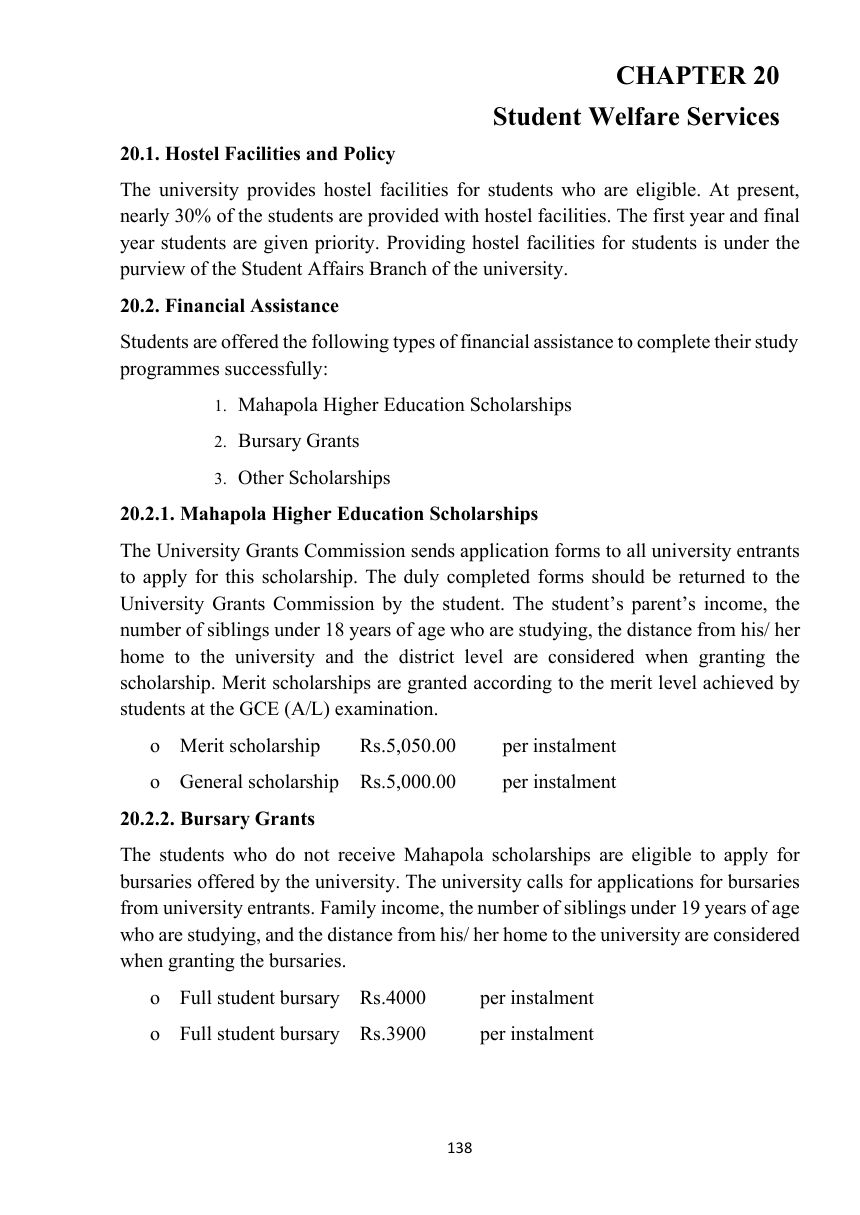 CHAPTER 20
Student Welfare Services
20.1. Hostel Facilities and Policy
The university provides hostel facilities for students who are eligible. At present,
nearly 30% of the students are provided with hostel facilities. The first year and final
year students are given priority. Providing hostel facilities for students is under the
purview of the Student Affairs Branch of the university.
20.2. Financial Assistance
Students are offered the following types of financial assistance to complete their study
programmes successfully:
1. Mahapola Higher Education Scholarships
2. Bursary Grants
3. Other Scholarships
20.2.1. Mahapola Higher Education Scholarships
The University Grants Commission sends application forms to all university entrants
to apply for this scholarship. The duly completed forms should be returned to the
University Grants Commission by the student. The student’s parent’s income, the
number of siblings under 18 years of age who are studying, the distance from his/ her
home to the university and the district level are considered when granting the
scholarship. Merit scholarships are granted according to the merit level achieved by
students at the GCE (A/L) examination.
o Merit scholarship Rs.5,050.00 per instalment
o General scholarship Rs.5,000.00 per instalment
20.2.2. Bursary Grants
The students who do not receive Mahapola scholarships are eligible to apply for
bursaries offered by the university. The university calls for applications for bursaries
from university entrants. Family income, the number of siblings under 19 years of age
who are studying, and the distance from his/ her home to the university are considered
when granting the bursaries.
o Full student bursary Rs.4000 per instalment
o Full student bursary Rs.3900 per instalment
138